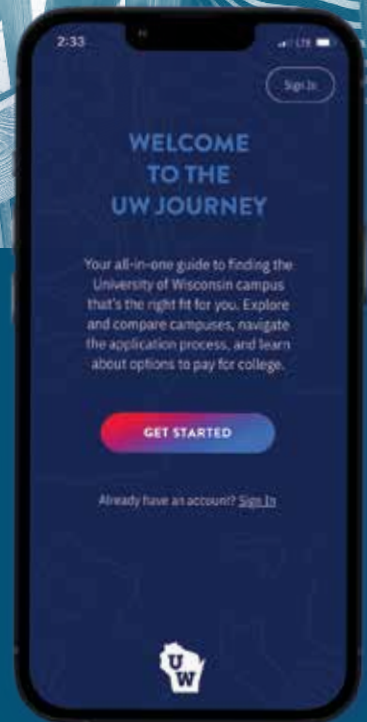 2:33
LTE
Sign In
WELCOME
TO THE
UW JOURNEY
Your all-in-one guide to finding the
University of Wisconsin campus
that's the right fit for you. Explore
and compare campuses, navigate
the application process, and learn
about options to pay for college.
GET STARTED
Already have an account? Sign In
U
W